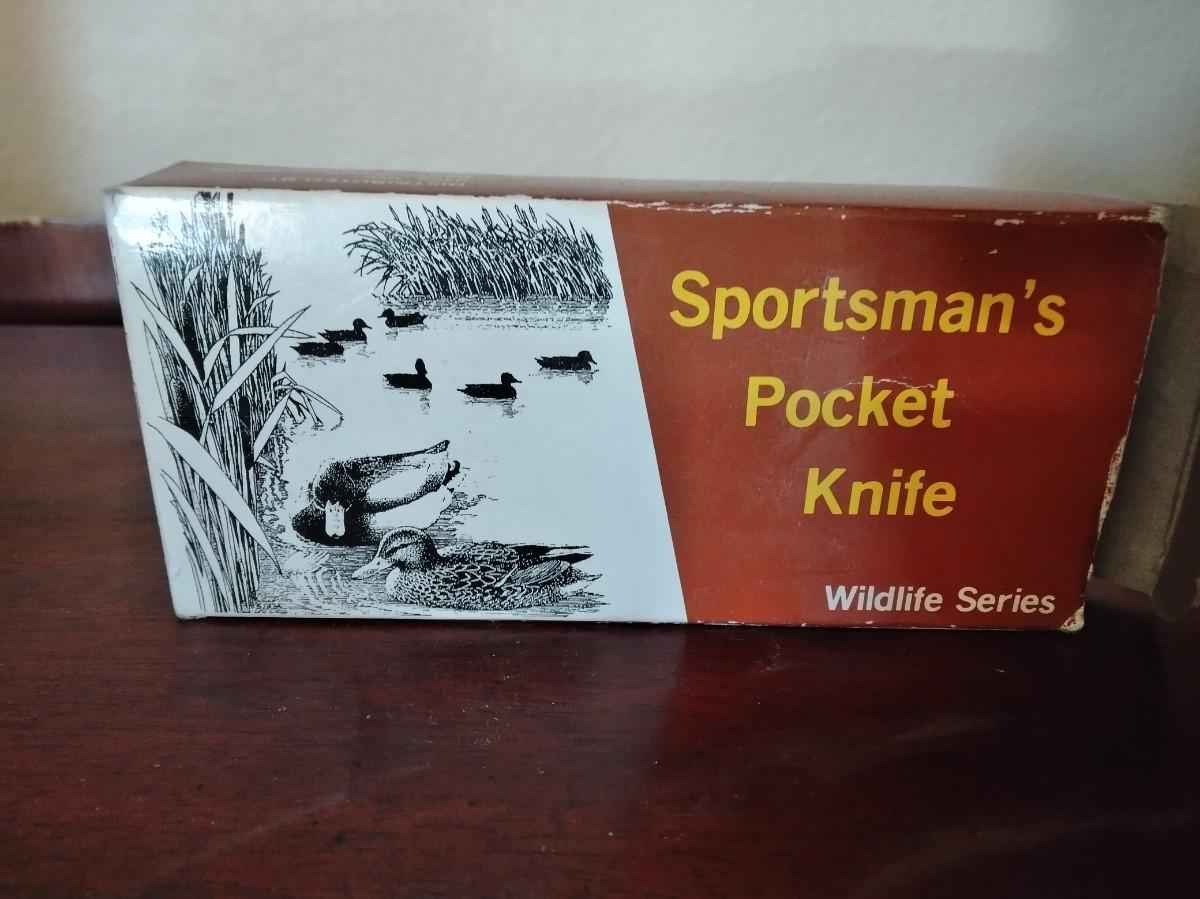 Sportsman's
Pocket
Knife
Wildlife Series